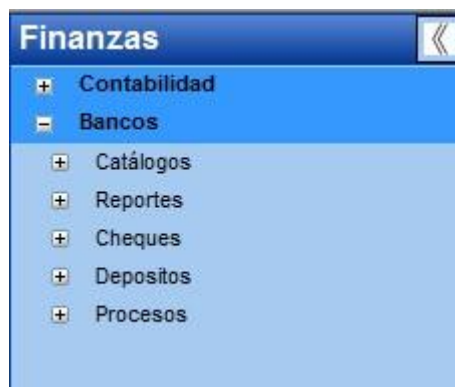 Finanzas
Contabilidad
Bancos
Catálogos
Reportes
Cheques
Depositos
Procesos